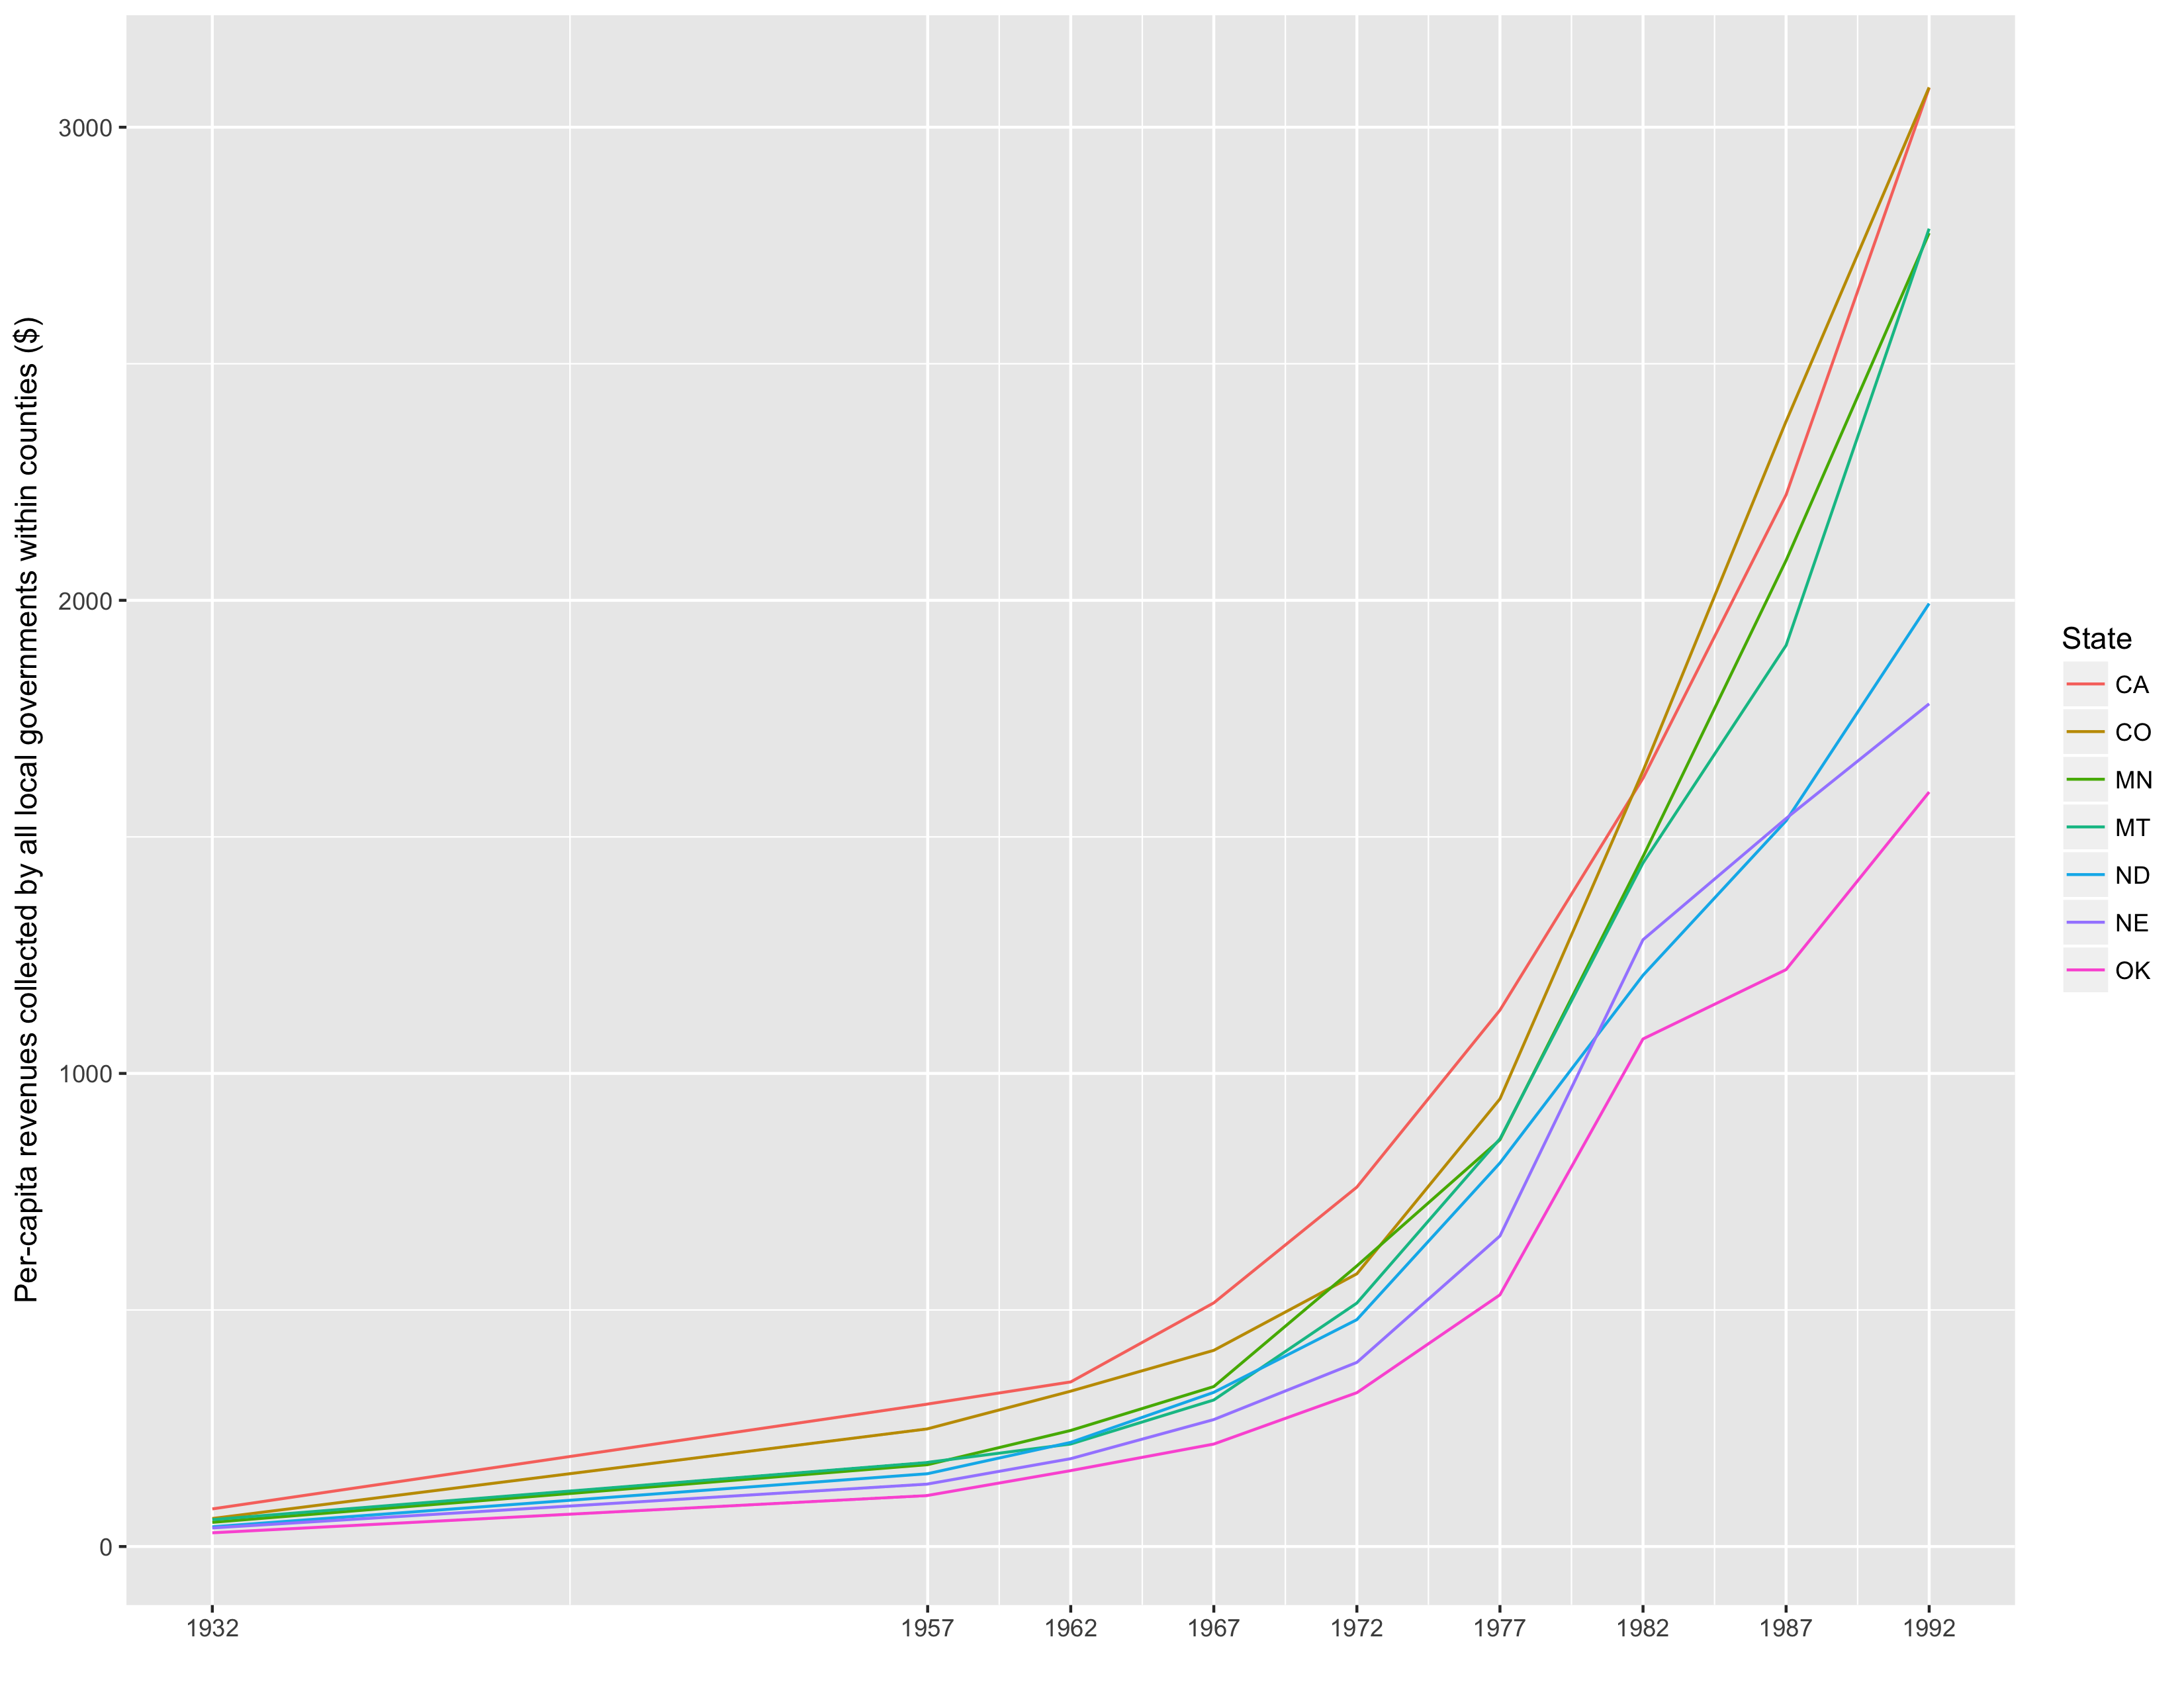 Per-capita revenues collected by all local governments within counties ($)
3000
2000
1000
0
1932 1957 1962 1967 1972 1977 1982 1987 1992
State
CA
CO
MN
MT
ND
NE
OK